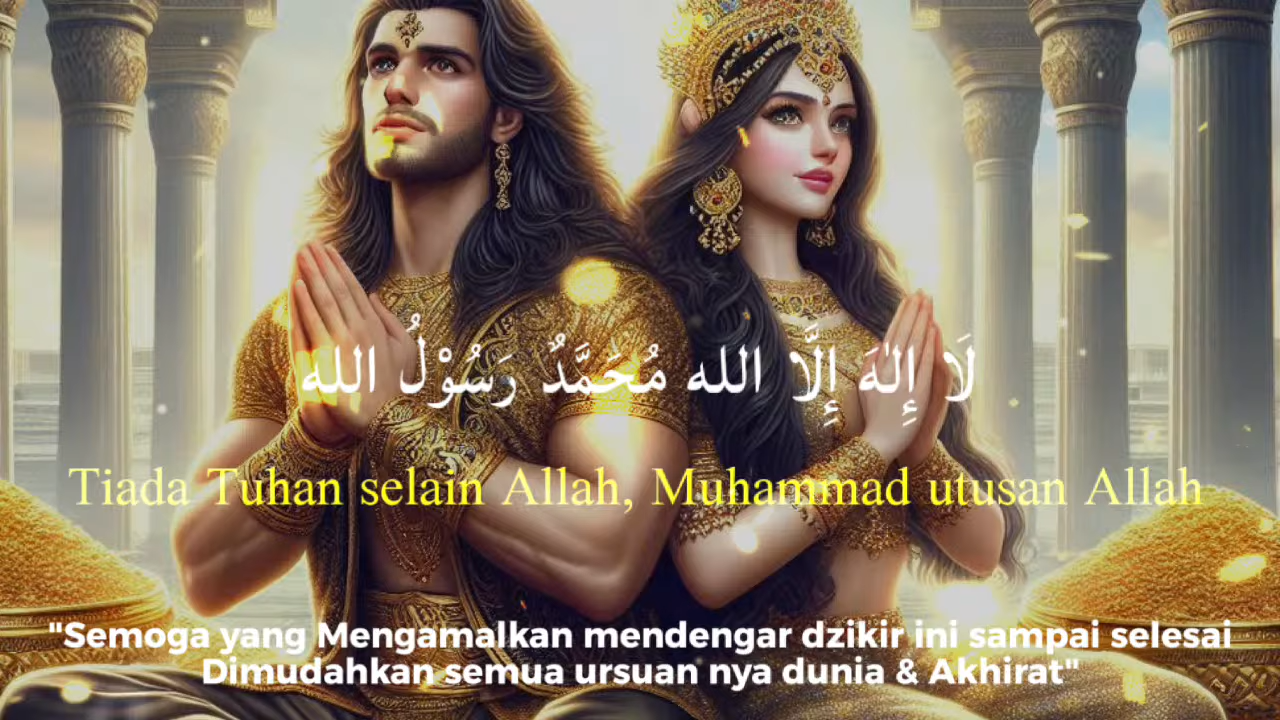 لَا إِلٰهَ إِلَّا الله مُحَمَّدٌ رَسُوْلُ الله
Tiada Tuhan selain Allah, Muhammad utusan Allah
"Semoga yang Mengamalkan mendengar dzikir ini sampai selesai
Dimudahkan semua ursuan nya dunia & Akhirat"